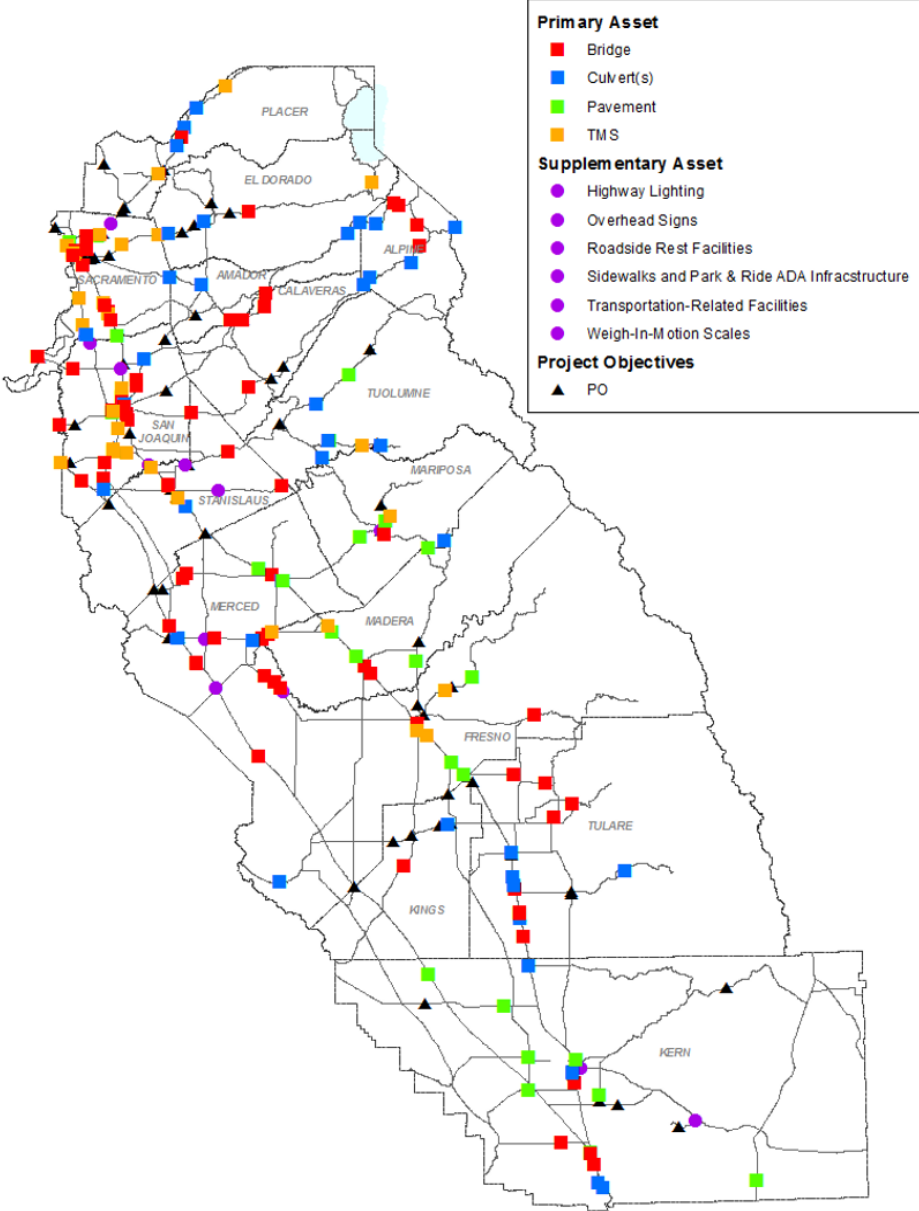 Primary Asset
Bridge
Culvert(s)
Pavement
TMS
Supplementary Asset
Highway Lighting
Overhead Signs
Roadside Rest Facilities
Sidewalks and Park & Ride ADA Infracstructure
Transportation-Related Facilities
Weigh-In-Motion Scales
Project Objectives
PO
PLACER
EL DORADO
ALPINE
SACRAMENTO
AMADOR
CALAVERAS
TUOLUMNE
SAN
JOAQUIN
MARIPOSA
STANISLAUS
MERCED
MADERA
FRESNO
TULARE
KINGS
KERN